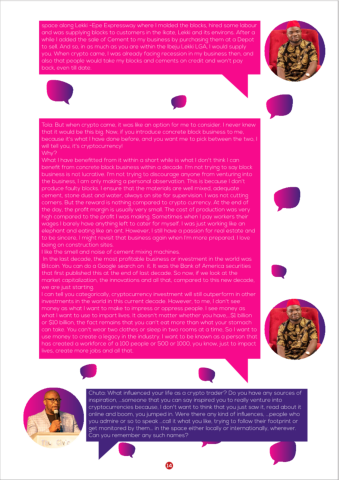 space along Lekki -Epe Expressway where I molded the blocks, hired some labour
and was supplying blocks to customers in the Ikate, Lekki and its environs. After a
while I added the sale of Cement to my business by purchasing them at a Depot
to sell. And so, in as much as you are within the Ibeju Lekki LGA, I would supply
you. When crypto came, I was already facing recession in my business then, and
also that people would take my blocks and cements on credit and won't pay
back, even till date.
Tola: But when crypto came, it was like an option for me to consider. I never knew
that it would be this big. Now, if you introduce concrete block business to me,
because it's what I have done before, and you want me to pick between the two, I
will tell you, it's cryptocurrency!
Why?
What I have benefitted from it within a short while is what I don't think I can
benefit from concrete block business within a decade. I'm not trying to say block
business is not lucrative. I'm not trying to discourage anyone from venturing into
the business, I am only making a personal observation. This is because I don't
produce faulty blocks, I ensure that the materials are well mixed, adequate
cement, stone dust and water, always on site for supervision. I was not cutting
corners. But the reward is nothing compared to crypto currency. At the end of
the day, the profit margin is usually very small. The cost of production was very
high compared to the profit I was making. Sometimes when I pay workers their
wages I barely have anything left to cater for myself. I was just working like an
elephant and eating like an ant. However, I still have a passion for real estate and
to be sincere, I might revisit that business again when I'm more prepared. I love
being on construction sites.
I like the smell and noise of cement mixing machines.
In the last decade, the most profitable business or investment in the world was
Bitcoin. You can do a Google search on it. It was the Bank of America securities
that first published this at the end of last decade. So now, if we look at the
market capitalization, the innovations and all that, compared to this new decade,
we are just starting.
I can tell you categorically, cryptocurrency investment will still outperform in other
investments in the world in this current decade. However, to me, I don't see
money as what I want to make to impress or oppress people. I see money as
what I want to use to impact lives. It doesn't matter whether you have, , $1 billion
or $10 billion, the fact remains that you can't eat more than what your stomach
can take. You can't wear two clothes or sleep in two rooms at a time. So I want to
use money to create a legacy in the industry. I want to be known as a person that
has created a workforce of a 100 people or 500 or 1000, you know, just to impact
lives, create more jobs and all that.
Chuta: What influenced your life as a crypto trader? Do you have any sources of
inspiration, ...someone that you can say inspired you to really venture into
cryptocurrencies because, I don't want to think that you just saw it, read about it
online and boom, you jumped in. Were there any kind of influences, ...people who
you admire or so to speak ...call it what you like, trying to follow their footprint or
get monitored by them... in the space either locally or internationally, wherever.
Can you remember any such names?
14